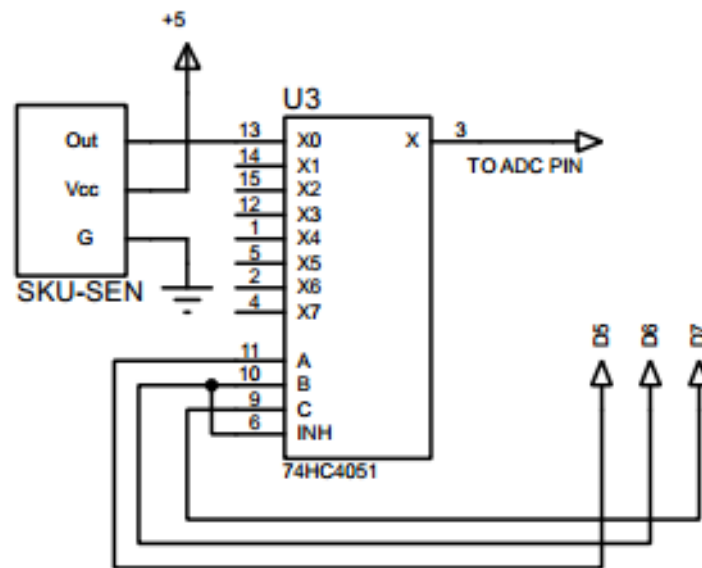 +5
U3
Out
Vcc
G
SKU-SEN
13 X0
14 X1
15 X2
12 X3
1 X4
5 X5
2 X6
4 X7
11 A
10 B
9 C
6 INH
X 3
TO ADC PIN
74HC4051
D5
D6
D7